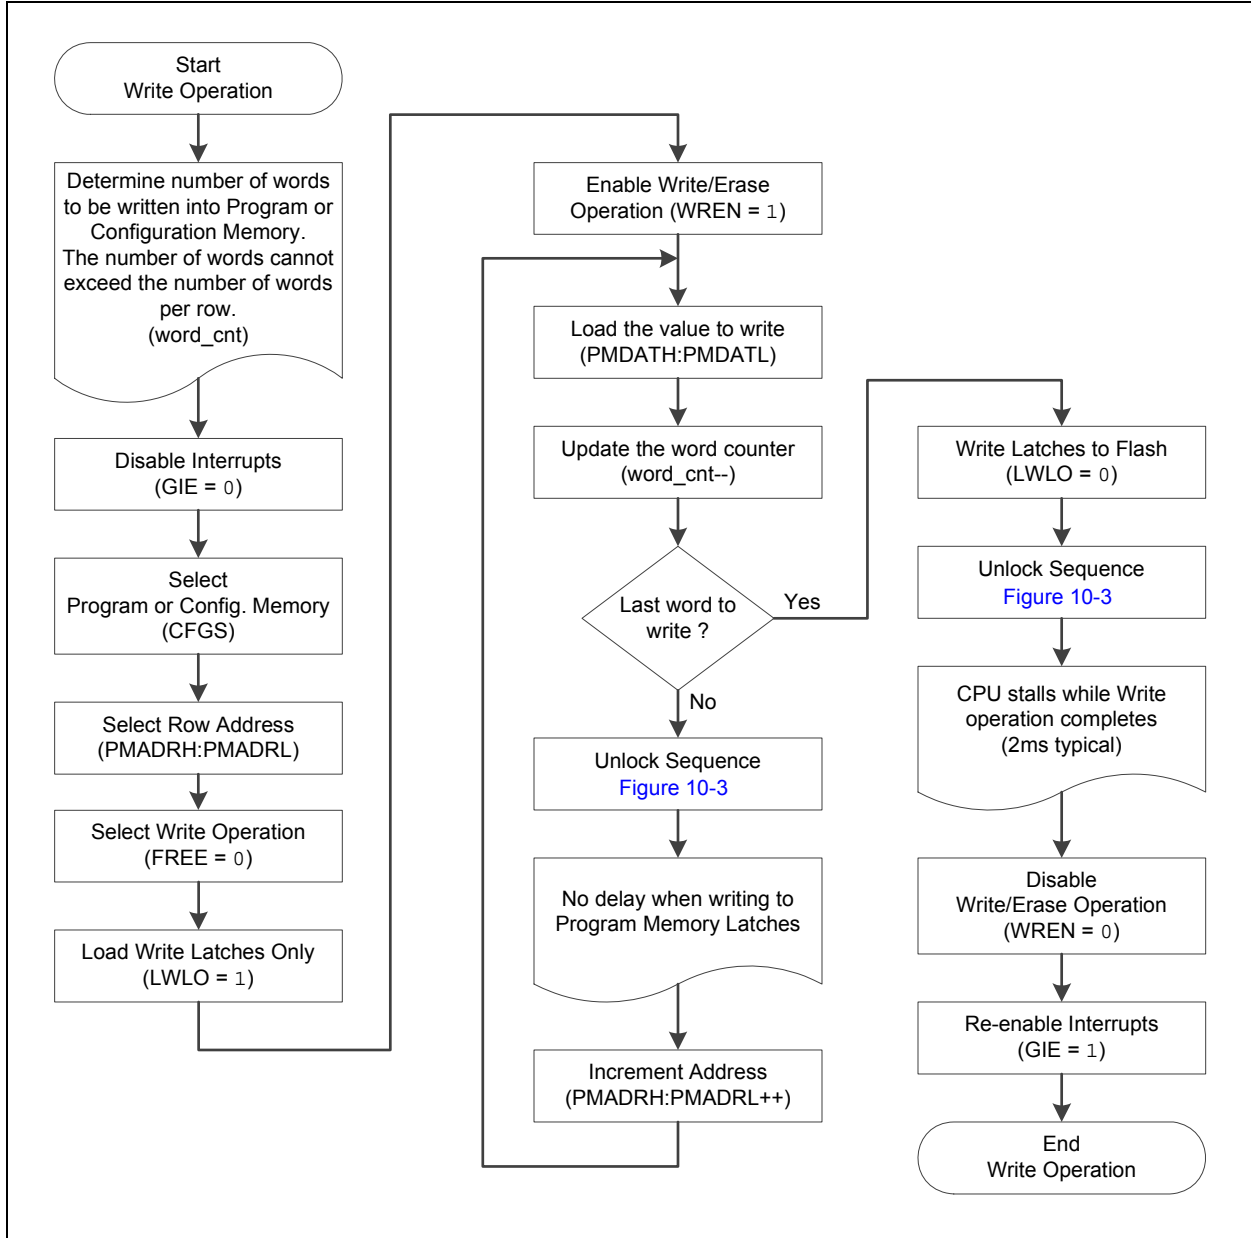 Start
Write Operation
Determine number of words
to be written into Program or
Configuration Memory.
The number of words cannot
exceed the number of words
per row.
(word_cnt)
Disable Interrupts
(GIE = 0)
Select
Program or Config. Memory
(CFGS)
Select Row Address
(PMADRH:PMADRL)
Select Write Operation
(FREE = 0)
Load Write Latches Only
(LWLO = 1)
Enable Write/Erase
Operation (WREN = 1)
Load the value to write
(PMDATH:PMDATL)
Update the word counter
(word_cnt--)
Last word to
write ?
Yes
No
Unlock Sequence
Figure 10-3
No delay when writing to
Program Memory Latches
Increment Address
(PMADRH:PMADRL++)
Write Latches to Flash
(LWLO = 0)
Unlock Sequence
Figure 10-3
CPU stalls while Write
operation completes
(2ms typical)
Disable
Write/Erase Operation
(WREN = 0)
Re-enable Interrupts
(GIE = 1)
End
Write Operation